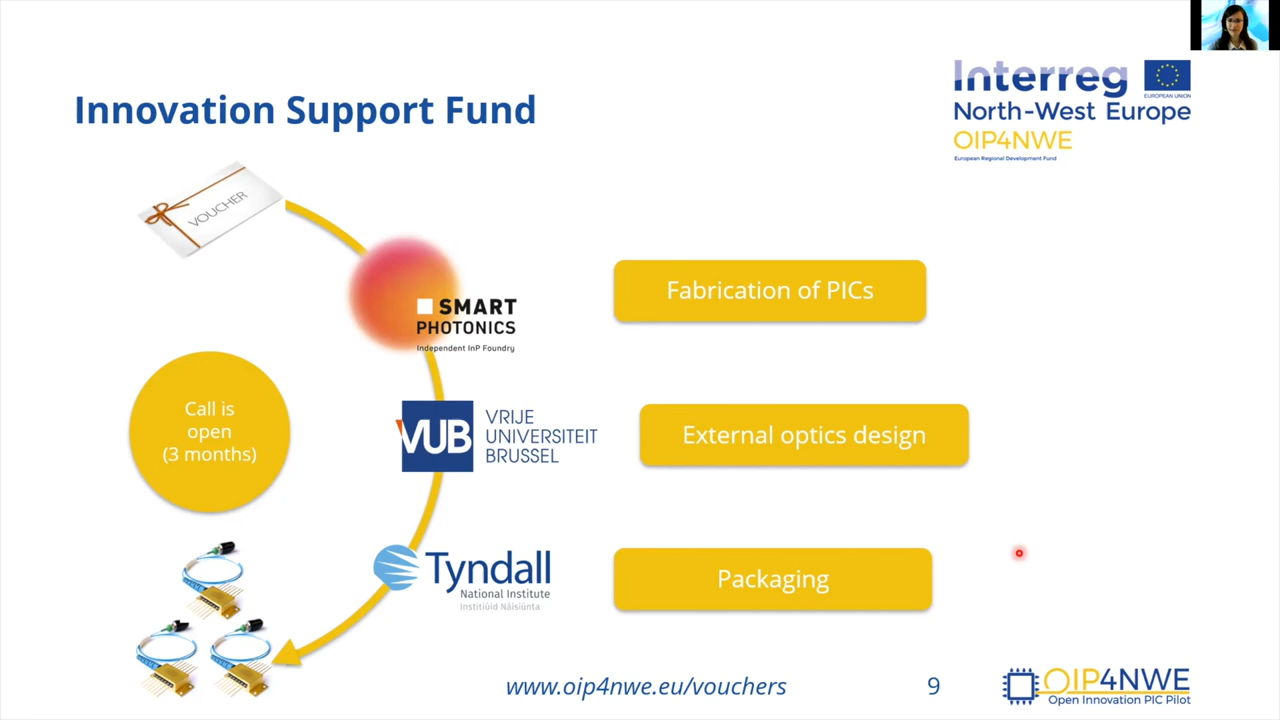 Interreg
EUROPEAN UNION
North-West Europe
OIP4NWE
European Regional Development Fund
Innovation Support Fund
VOUCHER
SMART
PHOTONICS
Independent InP Foundry
Fabrication of PICs
Call is
open
(3 months)
VUB
VRIJE
UNIVERSITEIT
BRUSSEL
External optics design
Tyndall
National Institute
Institiúid Náisiúnta
Packaging
www.oip4nwe.eu/vouchers
9
OIP4NWE
Open Innovation PIC Pilot